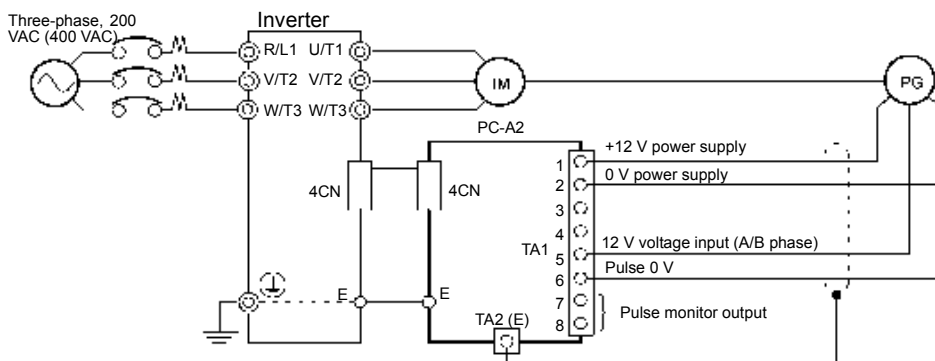 Three-phase, 200
VAC (400 VAC)
Inverter
R/L1 U/T1
V/T2 V/T2
W/T3 W/T3
IM
PG
PC-A2
4CN
4CN
1
+12 V power supply
2
0 V power supply
3
4
TA1
5
12 V voltage input (A/B phase)
6
Pulse 0 V
7
8
Pulse monitor output
E
E
TA2 (E)